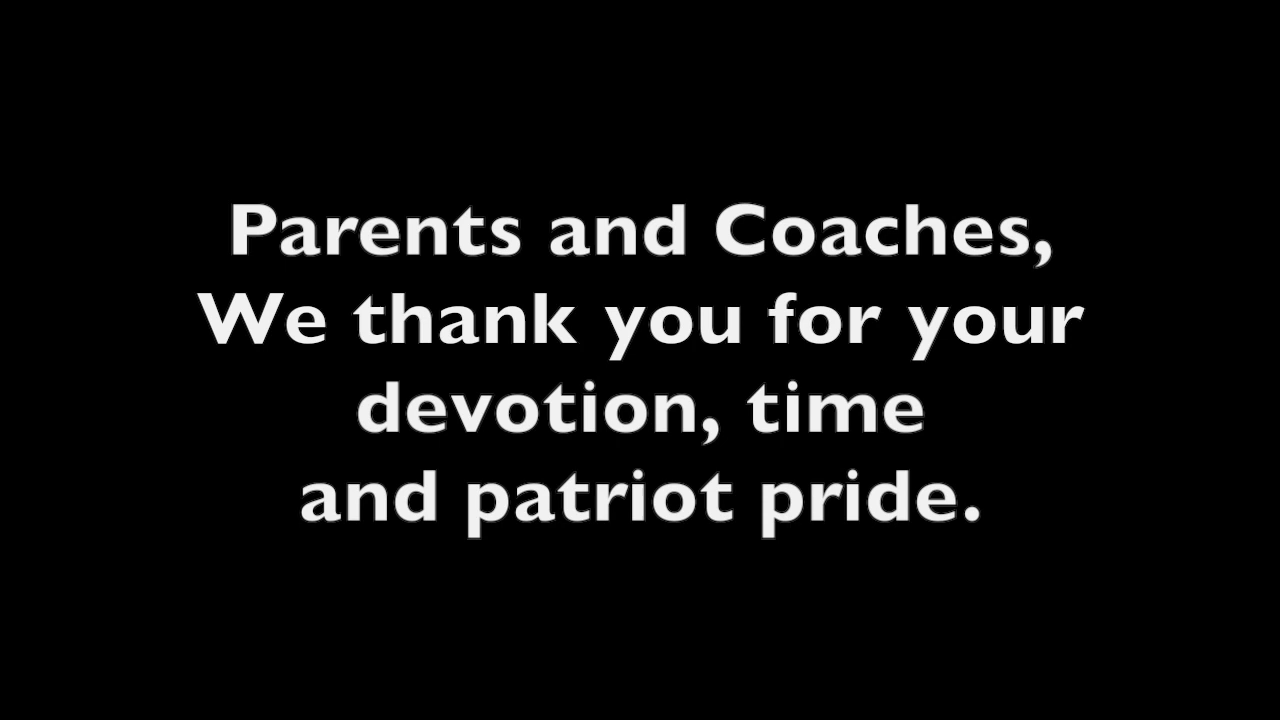 Parents and Coaches,
We thank you for your
devotion, time
and patriot pride.